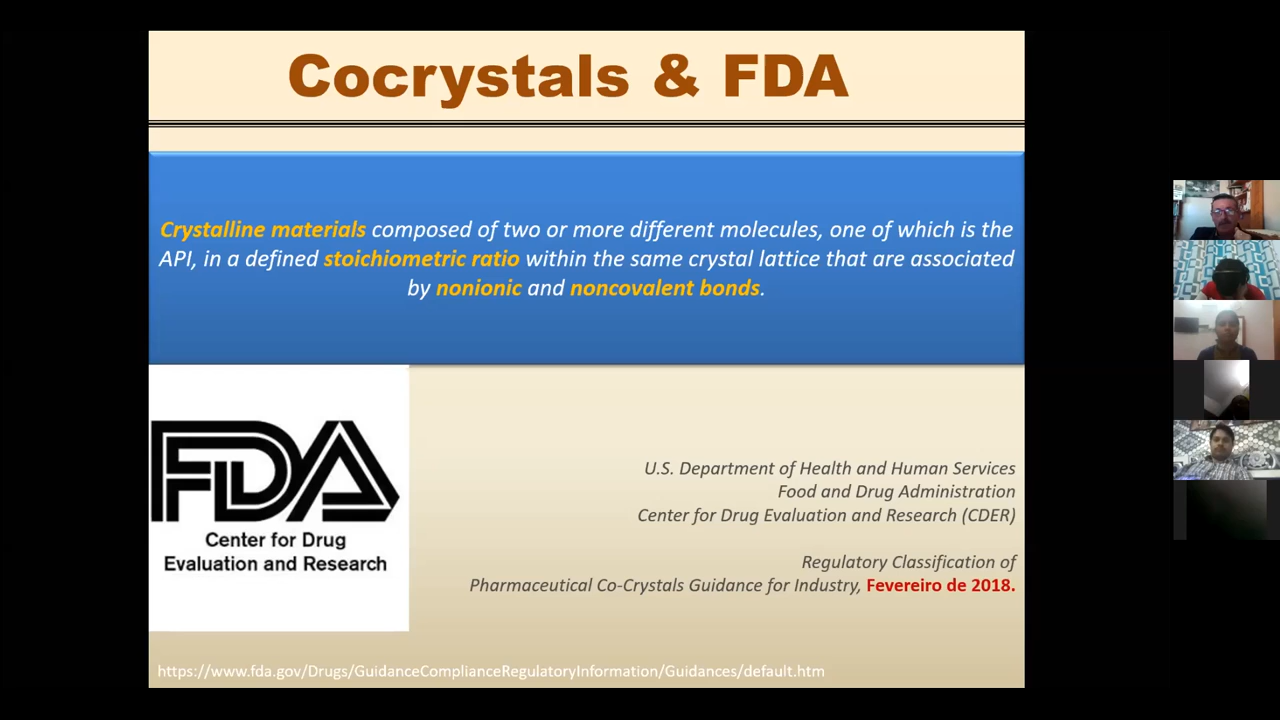 Cocrystals & FDA
Crystalline materials composed of two or more different molecules, one of which is the
API, in a defined stoichiometric ratio within the same crystal lattice that are associated
by nonionic and noncovalent bonds.
FDA
Center for Drug
Evaluation and Research
U.S. Department of Health and Human Services
Food and Drug Administration
Center for Drug Evaluation and Research (CDER)
Regulatory Classification of
Pharmaceutical Co-Crystals Guidance for Industry, Fevereiro de 2018.
https://www.fda.gov/Drugs/GuidanceComplianceRegulatoryInformation/Guidances/default.htm